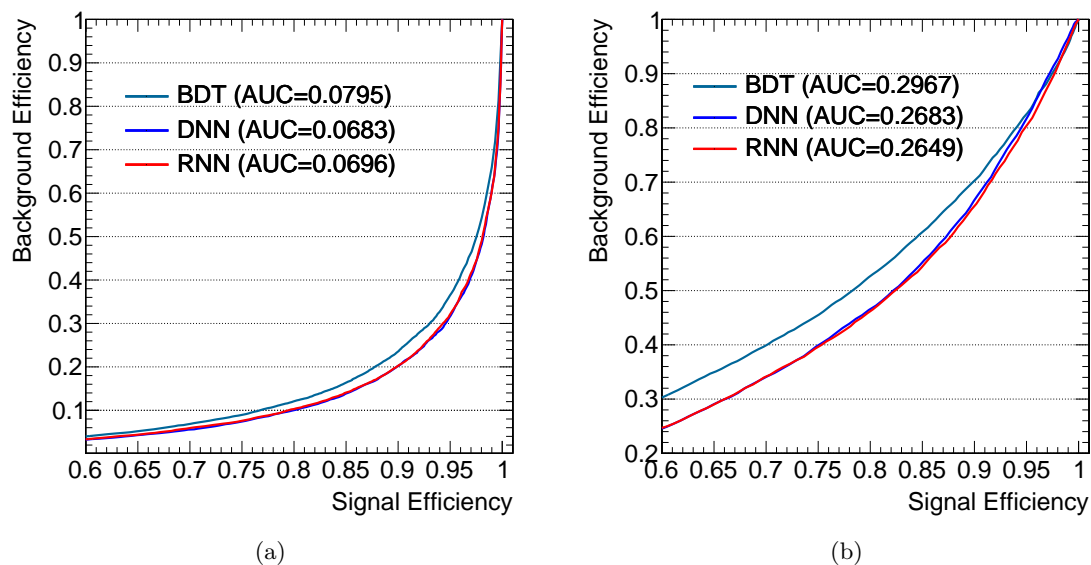 Background Efficiency
1
0.9
0.8
0.7
0.6
0.5
0.4
0.3
0.2
0.1
BDT (AUC=0.0795)
DNN (AUC=0.0683)
RNN (AUC=0.0696)
0.6 0.65 0.7 0.75 0.8 0.85 0.9 0.95 1
Signal Efficiency
(a)
Background Efficiency
1
0.9
0.8
0.7
0.6
0.5
0.4
0.3
0.2
BDT (AUC=0.2967)
DNN (AUC=0.2683)
RNN (AUC=0.2649)
0.6 0.65 0.7 0.75 0.8 0.85 0.9 0.95 1
Signal Efficiency
(b)